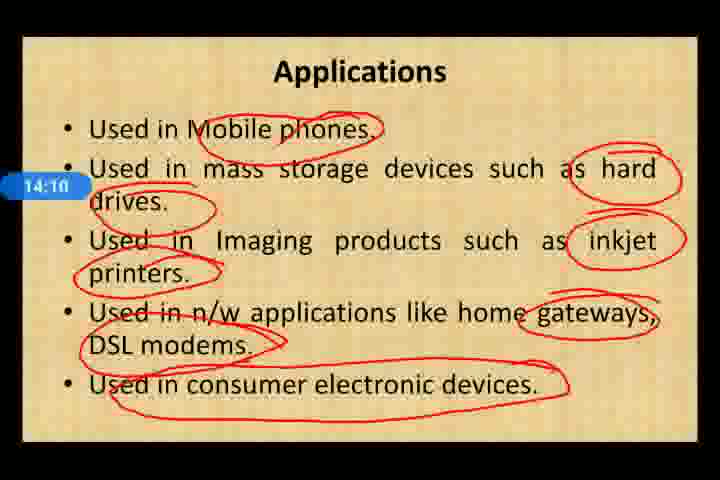 Applications
• Used in Mobile phones.
• Used in mass storage devices such as hard
14:10
drives.
• Used in Imaging products such as inkjet
printers.
• Used in n/w applications like home gateways,
DSL modems.
• Used in consumer electronic devices.